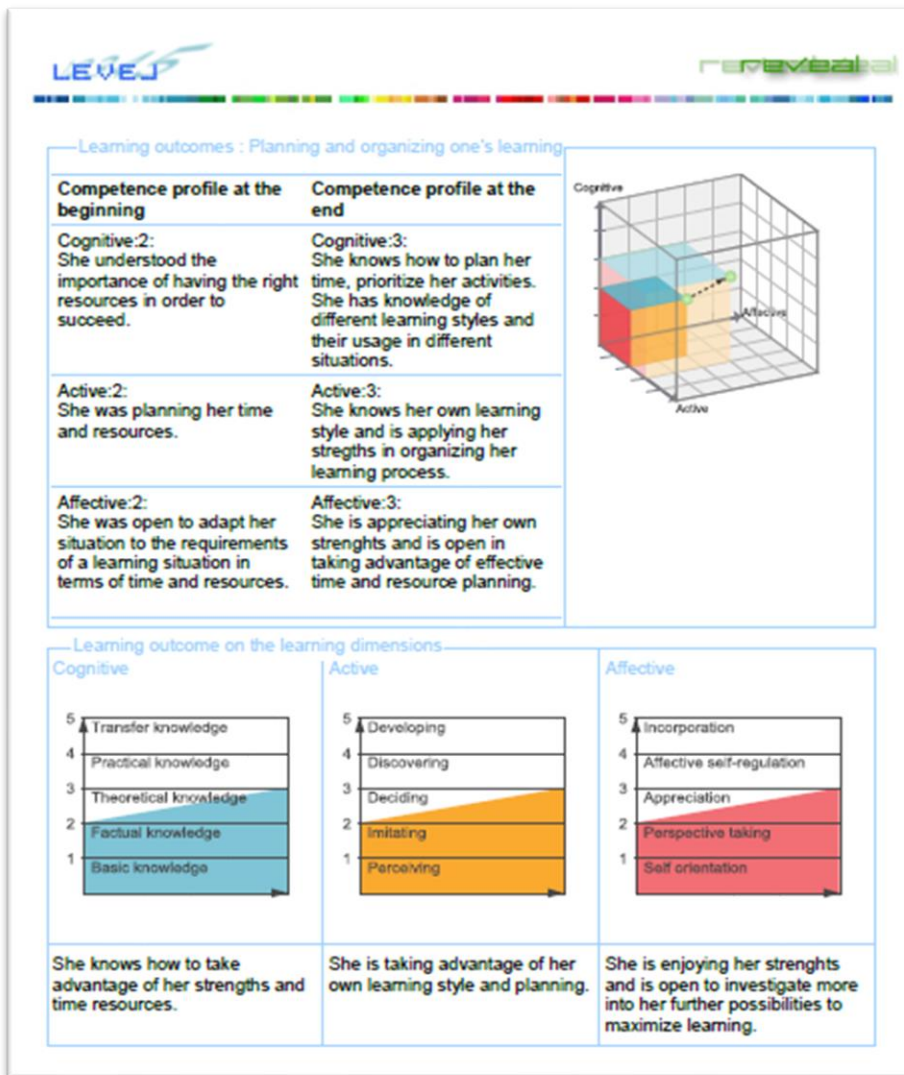 LEVEL5
reveal
Learning outcomes : Planning and organizing one's learning
Competence profile at the beginning
Competence profile at the end
Cognitive:2:
She understood the
importance of having the right
resources in order to
succeed.
Cognitive:3:
She knows how to plan her
time, prioritize her activities.
She has knowledge of
different learning styles and
their usage in different
situations.
Active:2:
She was planning her time
and resources.
Active:3:
She knows her own learning
style and is applying her
stregths in organizing her
learning process.
Affective:2:
She was open to adapt her
situation to the requirements
of a learning situation in
terms of time and resources.
Affective:3:
She is appreciating her own
strenghts and is open in
taking advantage of effective
time and resource planning.
Cognitive
Affective
Active
Learning outcome on the learning dimensions
Cognitive
5 Transfer knowledge
4 Practical knowledge
3 Theoretical knowledge
2 Factual knowledge
1 Basic knowledge
She knows how to take
advantage of her strengths and
time resources.
Active
5 Developing
4 Discovering
3 Deciding
2 Imitating
1 Perceiving
She is taking advantage of her
own learning style and planning.
Affective
5 Incorporation
4 Affective self-regulation
3 Appreciation
2 Perspective taking
1 Self orientation
She is enjoying her strenghts
and is open to investigate more
into her further possibilities to
maximize learning.